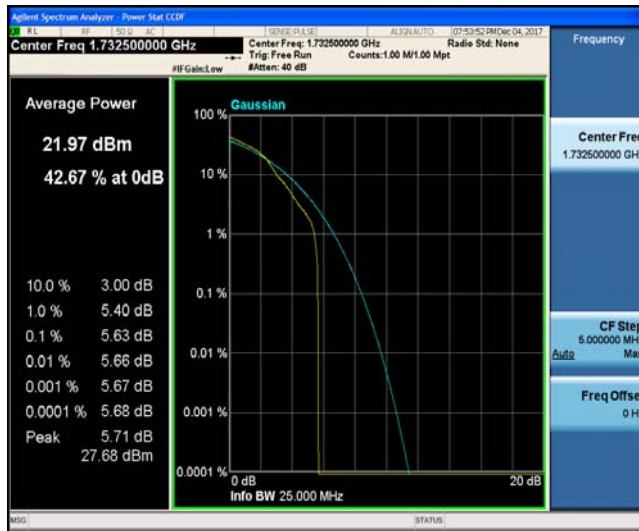 Agilent Spectrum Analyzer - Power Stat CCDF
RL RF 50 Ω AC SENSE:PULSE ALIGNAUTO 07:53:52 PM Dec 04, 2017
Center Freq 1.732500000 GHz
Center Freq: 1.732500000 GHz Radio Std: None
Trig: Free Run Counts:1.00 M/1.00 Mpt
#IFGain:Low #Atten: 40 dB
Frequency
Average Power
21.97 dBm
42.67 % at 0dB
10.0 % 3.00 dB
1.0 % 5.40 dB
0.1 % 5.63 dB
0.01 % 5.66 dB
0.001 % 5.67 dB
0.0001 % 5.68 dB
Peak 5.71 dB
27.68 dBm
Gaussian
100 %
10 %
1 %
0.1 %
0.01 %
0.001 %
0.0001 %
0 dB 20 dB
Info BW 25.000 MHz
Center Fre
1.732500000 GH
CF Step
5.000000 MH
Auto Ma
Freq Offse
0 H
MSG STATUS